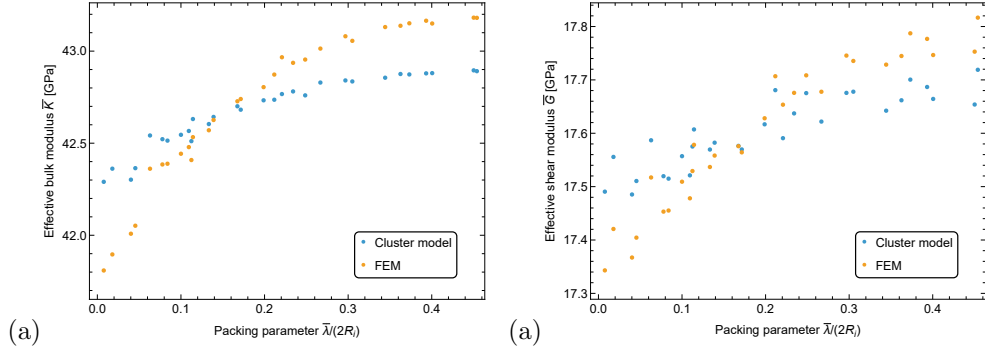 Effective bulk modulus K̅ [GPa]
43.0
42.5
42.0
0.0 0.1 0.2 0.3 0.4
Packing parameter λ̅/(2Rᵢ)
Cluster model
FEM
(a)
Effective shear modulus G̅ [GPa]
17.8
17.7
17.6
17.5
17.4
17.3
0.0 0.1 0.2 0.3 0.4
Packing parameter λ̅/(2Rᵢ)
Cluster model
FEM
(a)